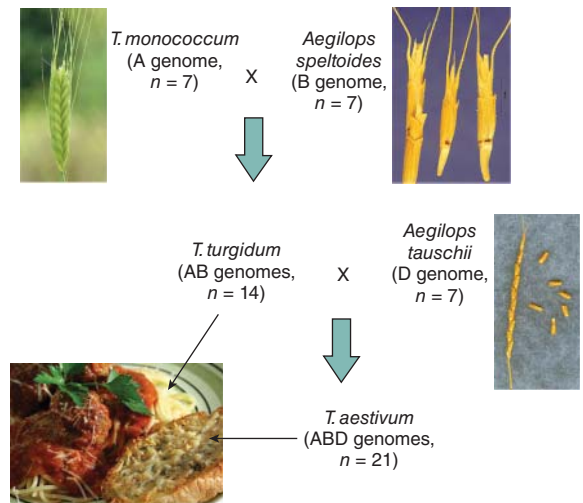 T. monococcum
(A genome,
n = 7)
X
Aegilops
speltoides
(B genome,
n = 7)
T. turgidum
(AB genomes,
n = 14)
X
Aegilops
tauschii
(D genome,
n = 7)
T. aestivum
(ABD genomes,
n = 21)